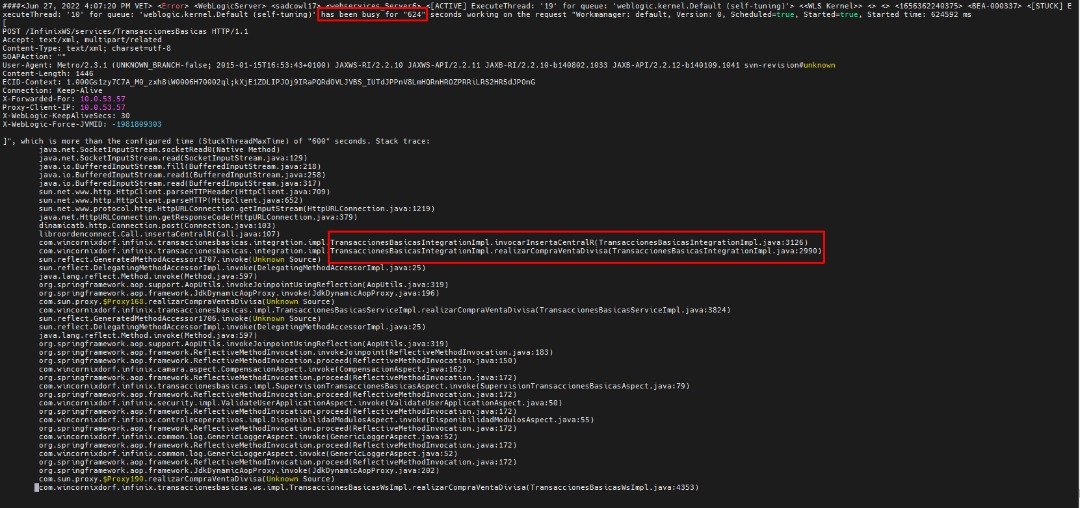 ####<Jun 27, 2022 4:07:20 PM VET> <Error> <WebLogicServer> <sadcowl17> <webservices_Server6> <[ACTIVE] ExecuteThread: '19' for queue: 'weblogic.kernel.Default (self-tuning)'> <<WLS Kernel>> <> <> <1656362240375> <BEA-000337> <[STUCK] E
xecuteThread: '10' for queue: 'weblogic.kernel.Default (self-tuning)' has been busy for "624" seconds working on the request "Workmanager: default, Version: 0, Scheduled=true, Started=true, Started time: 624592 ms
[
POST /InfinixWS/services/TransaccionesBasicas HTTP/1.1
Accept: text/xml, multipart/related
Content-Type: text/xml; charset=utf-8
SOAPAction: "*"
User-Agent: Metro/2.3.1 (UNKNOWN_BRANCH-false; 2015-01-15T16:53:43+0100) JAXWS-RI/2.2.10 JAXWS-API/2.2.11 JAXB-RI/2.2.10-b140802.1033 JAXB-API/2.2.12-b140109.1041 svn-revision#unknown
Content-Length: 1446
ECID-Context:
Connection: Keep-Alive
X-Forwarded-For: 10.0.53.57
Proxy-Client-IP: 10.0.53.57
X-WebLogic-KeepAliveSecs: 30
X-WebLogic-Force-JVMID: -1981809303
]", which is more than the configured time (StuckThreadMaxTime) of "600" seconds. Stack trace:
java.net.SocketInputStream.socketRead0(Native Method)
java.net.SocketInputStream.read(SocketInputStream.java:129)
java.io.BufferedInputStream.fill(BufferedInputStream.java:218)
java.io.BufferedInputStream.read1(BufferedInputStream.java:258)
java.io.BufferedInputStream.read(BufferedInputStream.java:317)
sun.net.www.http.HttpClient.parseHTTPHeader(HttpClient.java:709)
sun.net.www.http.HttpClient.parseHTTP(HttpClient.java:652)
sun.net.www.protocol.http.HttpURLConnection.getInputStream(HttpURLConnection.java:1219)
java.net.HttpURLConnection.getResponseCode(HttpURLConnection.java:379)
dinamicatb.http.Connection.post(Connection.java:103)
libroordenconnect.Call.insertaCentralR(Call.java:107)
com.wincornixdorf.infinix.transaccionesbasicas.integration.impl.TransaccionesBasicasIntegrationImpl.invocarInsertaCentralR(TransaccionesBasicasIntegrationImpl.java:3126)
com.wincornixdorf.infinix.transaccionesbasicas.integration.impl.TransaccionesBasicasIntegrationImpl.realizarCompraVentaDivisa(TransaccionesBasicasIntegrationImpl.java:2990)
sun.reflect.GeneratedMethodAccessor1707.invoke(Unknown Source)
sun.reflect.DelegatingMethodAccessorImpl.invoke(DelegatingMethodAccessorImpl.java:25)
java.lang.reflect.Method.invoke(Method.java:597)
org.springframework.aop.support.AopUtils.invokeJoinpointUsingReflection(AopUtils.java:319)
org.springframework.aop.framework.JdkDynamicAopProxy.invoke(JdkDynamicAopProxy.java:196)
com.sun.proxy.$Proxy168.realizarCompraVentaDivisa(Unknown Source)
com.wincornixdorf.infinix.transaccionesbasicas.impl.TransaccionesBasicasServiceImpl.realizarCompraVentaDivisa(TransaccionesBasicasServiceImpl.java:3824)
sun.reflect.GeneratedMethodAccessor1706.invoke(Unknown Source)
sun.reflect.DelegatingMethodAccessorImpl.invoke(DelegatingMethodAccessorImpl.java:25)
java.lang.reflect.Method.invoke(Method.java:597)
org.springframework.aop.support.AopUtils.invokeJoinpointUsingReflection(AopUtils.java:319)
org.springframework.aop.framework.ReflectiveMethodInvocation.invokeJoinpoint(ReflectiveMethodInvocation.java:183)
org.springframework.aop.framework.ReflectiveMethodInvocation.proceed(ReflectiveMethodInvocation.java:150)
com.wincornixdorf.infinix.camara.aspect.CompensacionAspect.invoke(CompensacionAspect.java:162)
org.springframework.aop.framework.ReflectiveMethodInvocation.proceed(ReflectiveMethodInvocation.java:172)
com.wincornixdorf.infinix.transaccionesbasicas.impl.SupervisionTransaccionesBasicasAspect.invoke(SupervisionTransaccionesBasicasAspect.java:79)
org.springframework.aop.framework.ReflectiveMethodInvocation.proceed(ReflectiveMethodInvocation.java:172)
com.wincornixdorf.infinix.security.impl.ValidateUserApplicationAspect.invoke(ValidateUserApplicationAspect.java:50)
org.springframework.aop.framework.ReflectiveMethodInvocation.proceed(ReflectiveMethodInvocation.java:172)
com.wincornixdorf.infinix.controlesoperativos.impl.DisponibilidadModulosAspect.invoke(DisponibilidadModulosAspect.java:55)
org.springframework.aop.framework.ReflectiveMethodInvocation.proceed(ReflectiveMethodInvocation.java:172)
com.wincornixdorf.infinix.common.log.GenericLoggerAspect.invoke(GenericLoggerAspect.java:52)
org.springframework.aop.framework.ReflectiveMethodInvocation.proceed(ReflectiveMethodInvocation.java:172)
com.wincornixdorf.infinix.common.log.GenericLoggerAspect.invoke(GenericLoggerAspect.java:52)
org.springframework.aop.framework.ReflectiveMethodInvocation.proceed(ReflectiveMethodInvocation.java:172)
org.springframework.aop.framework.JdkDynamicAopProxy.invoke(JdkDynamicAopProxy.java:202)
com.sun.proxy.$Proxy190.realizarCompraVentaDivisa(Unknown Source)
com.wincornixdorf.infinix.transaccionesbasicas.ws.impl.TransaccionesBasicasWsImpl.realizarCompraVentaDivisa(TransaccionesBasicasWsImpl.java:4353)